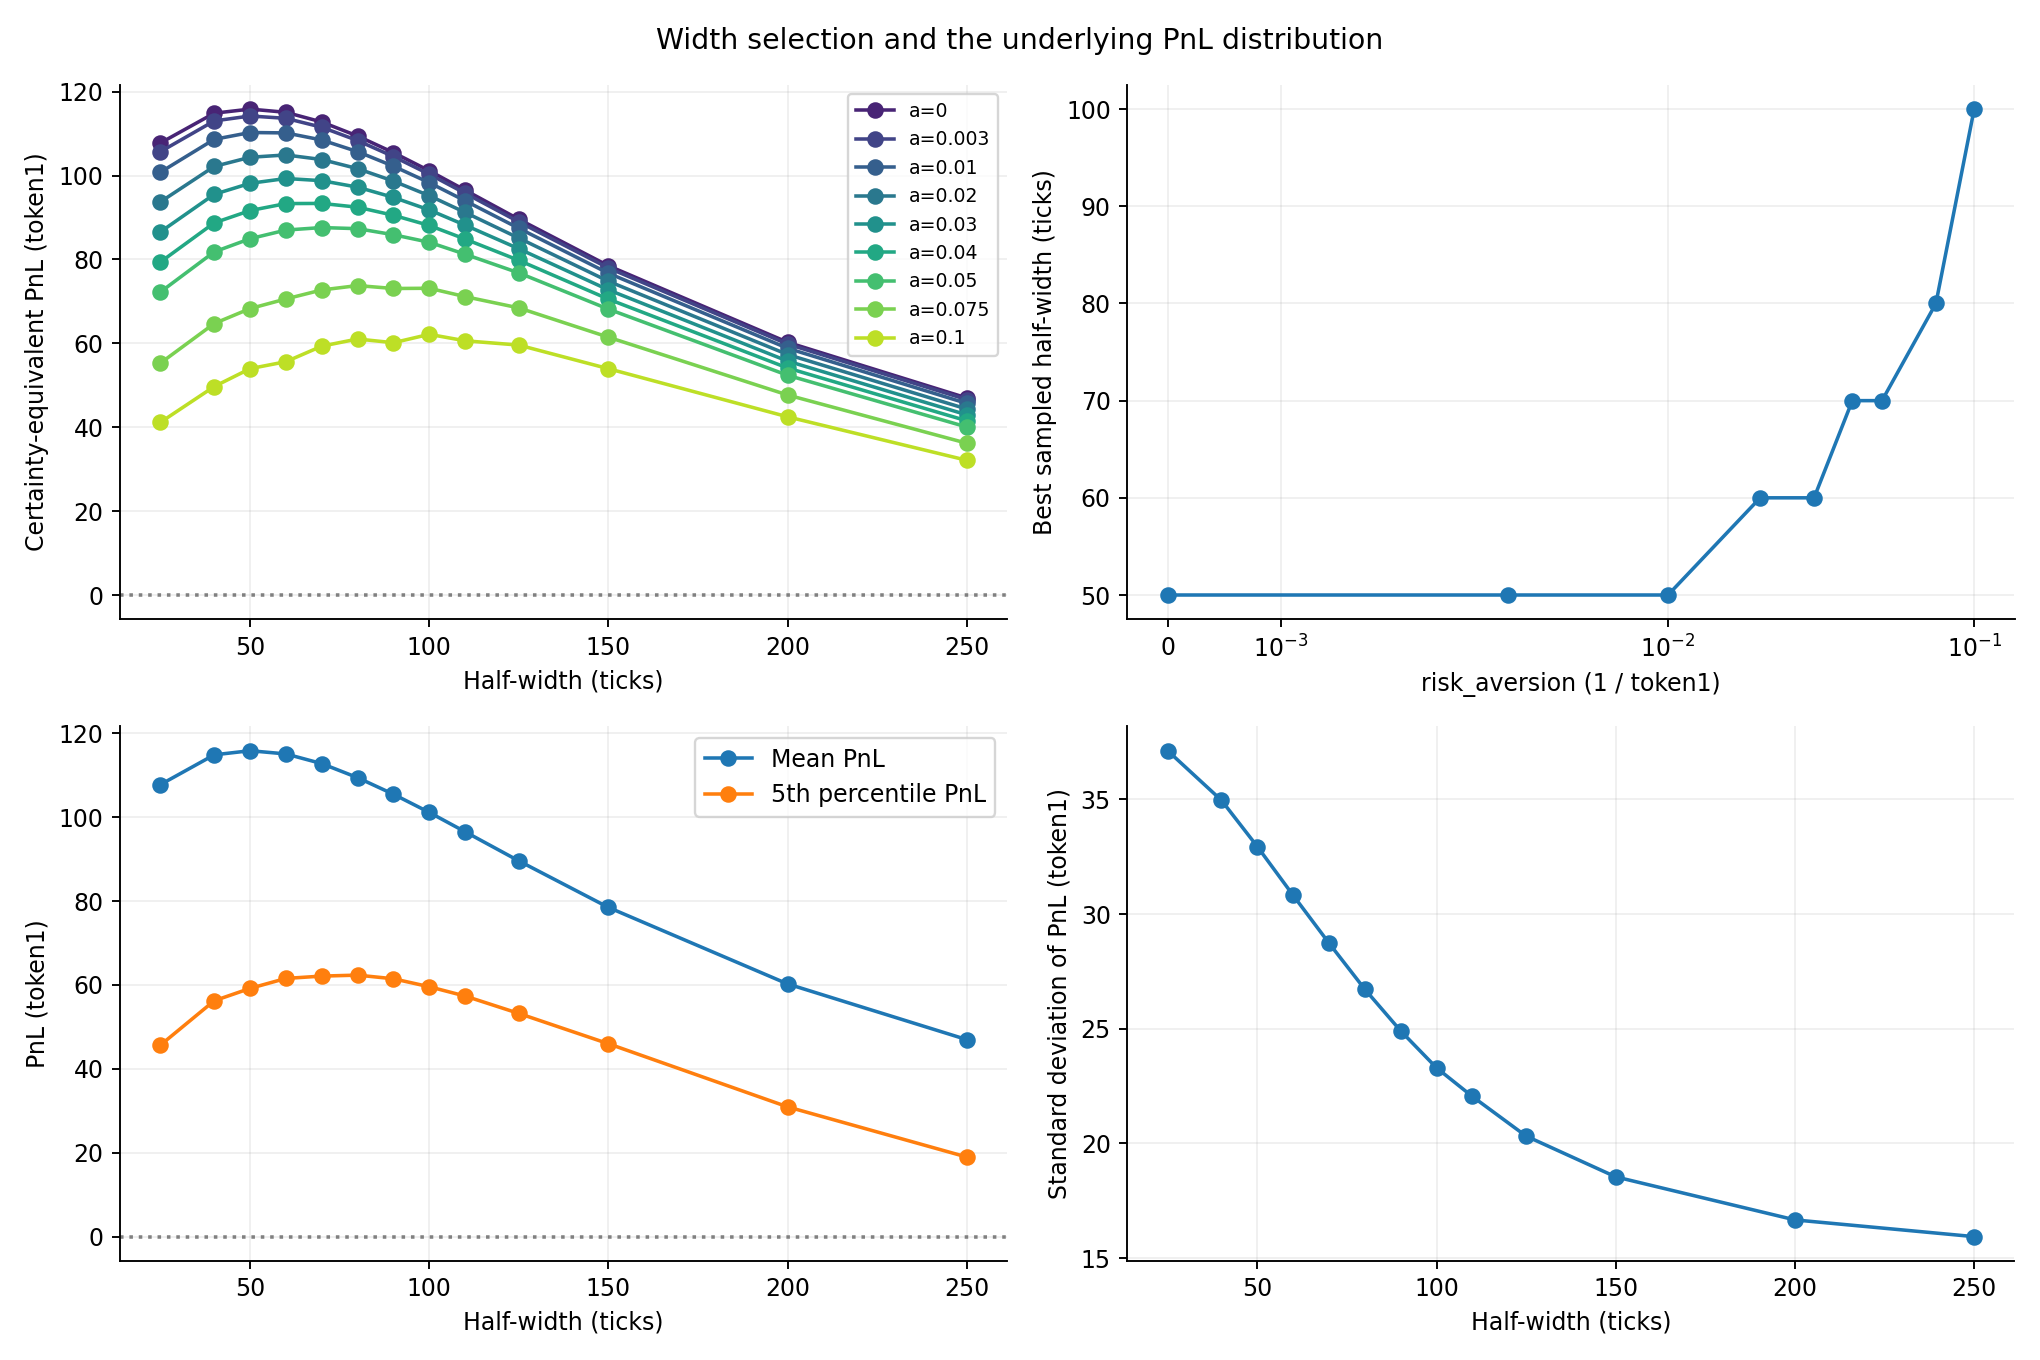 Width selection and the underlying PnL distribution
Certainty-equivalent PnL (token1)
120
100
80
60
40
20
0
a=0
a=0.003
a=0.01
a=0.02
a=0.03
a=0.04
a=0.05
a=0.075
a=0.1
50 100 150 200 250
Half-width (ticks)
Best sampled half-width (ticks)
100
90
80
70
60
50
0 10⁻³ 10⁻² 10⁻¹
risk_aversion (1 / token1)
PnL (token1)
120
100
80
60
40
20
0
Mean PnL
5th percentile PnL
50 100 150 200 250
Half-width (ticks)
Standard deviation of PnL (token1)
35
30
25
20
15
50 100 150 200 250
Half-width (ticks)